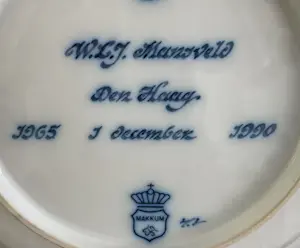 W.L.J. Mansveld
Den Haag.
1965 1 december 1990
MAKKUM